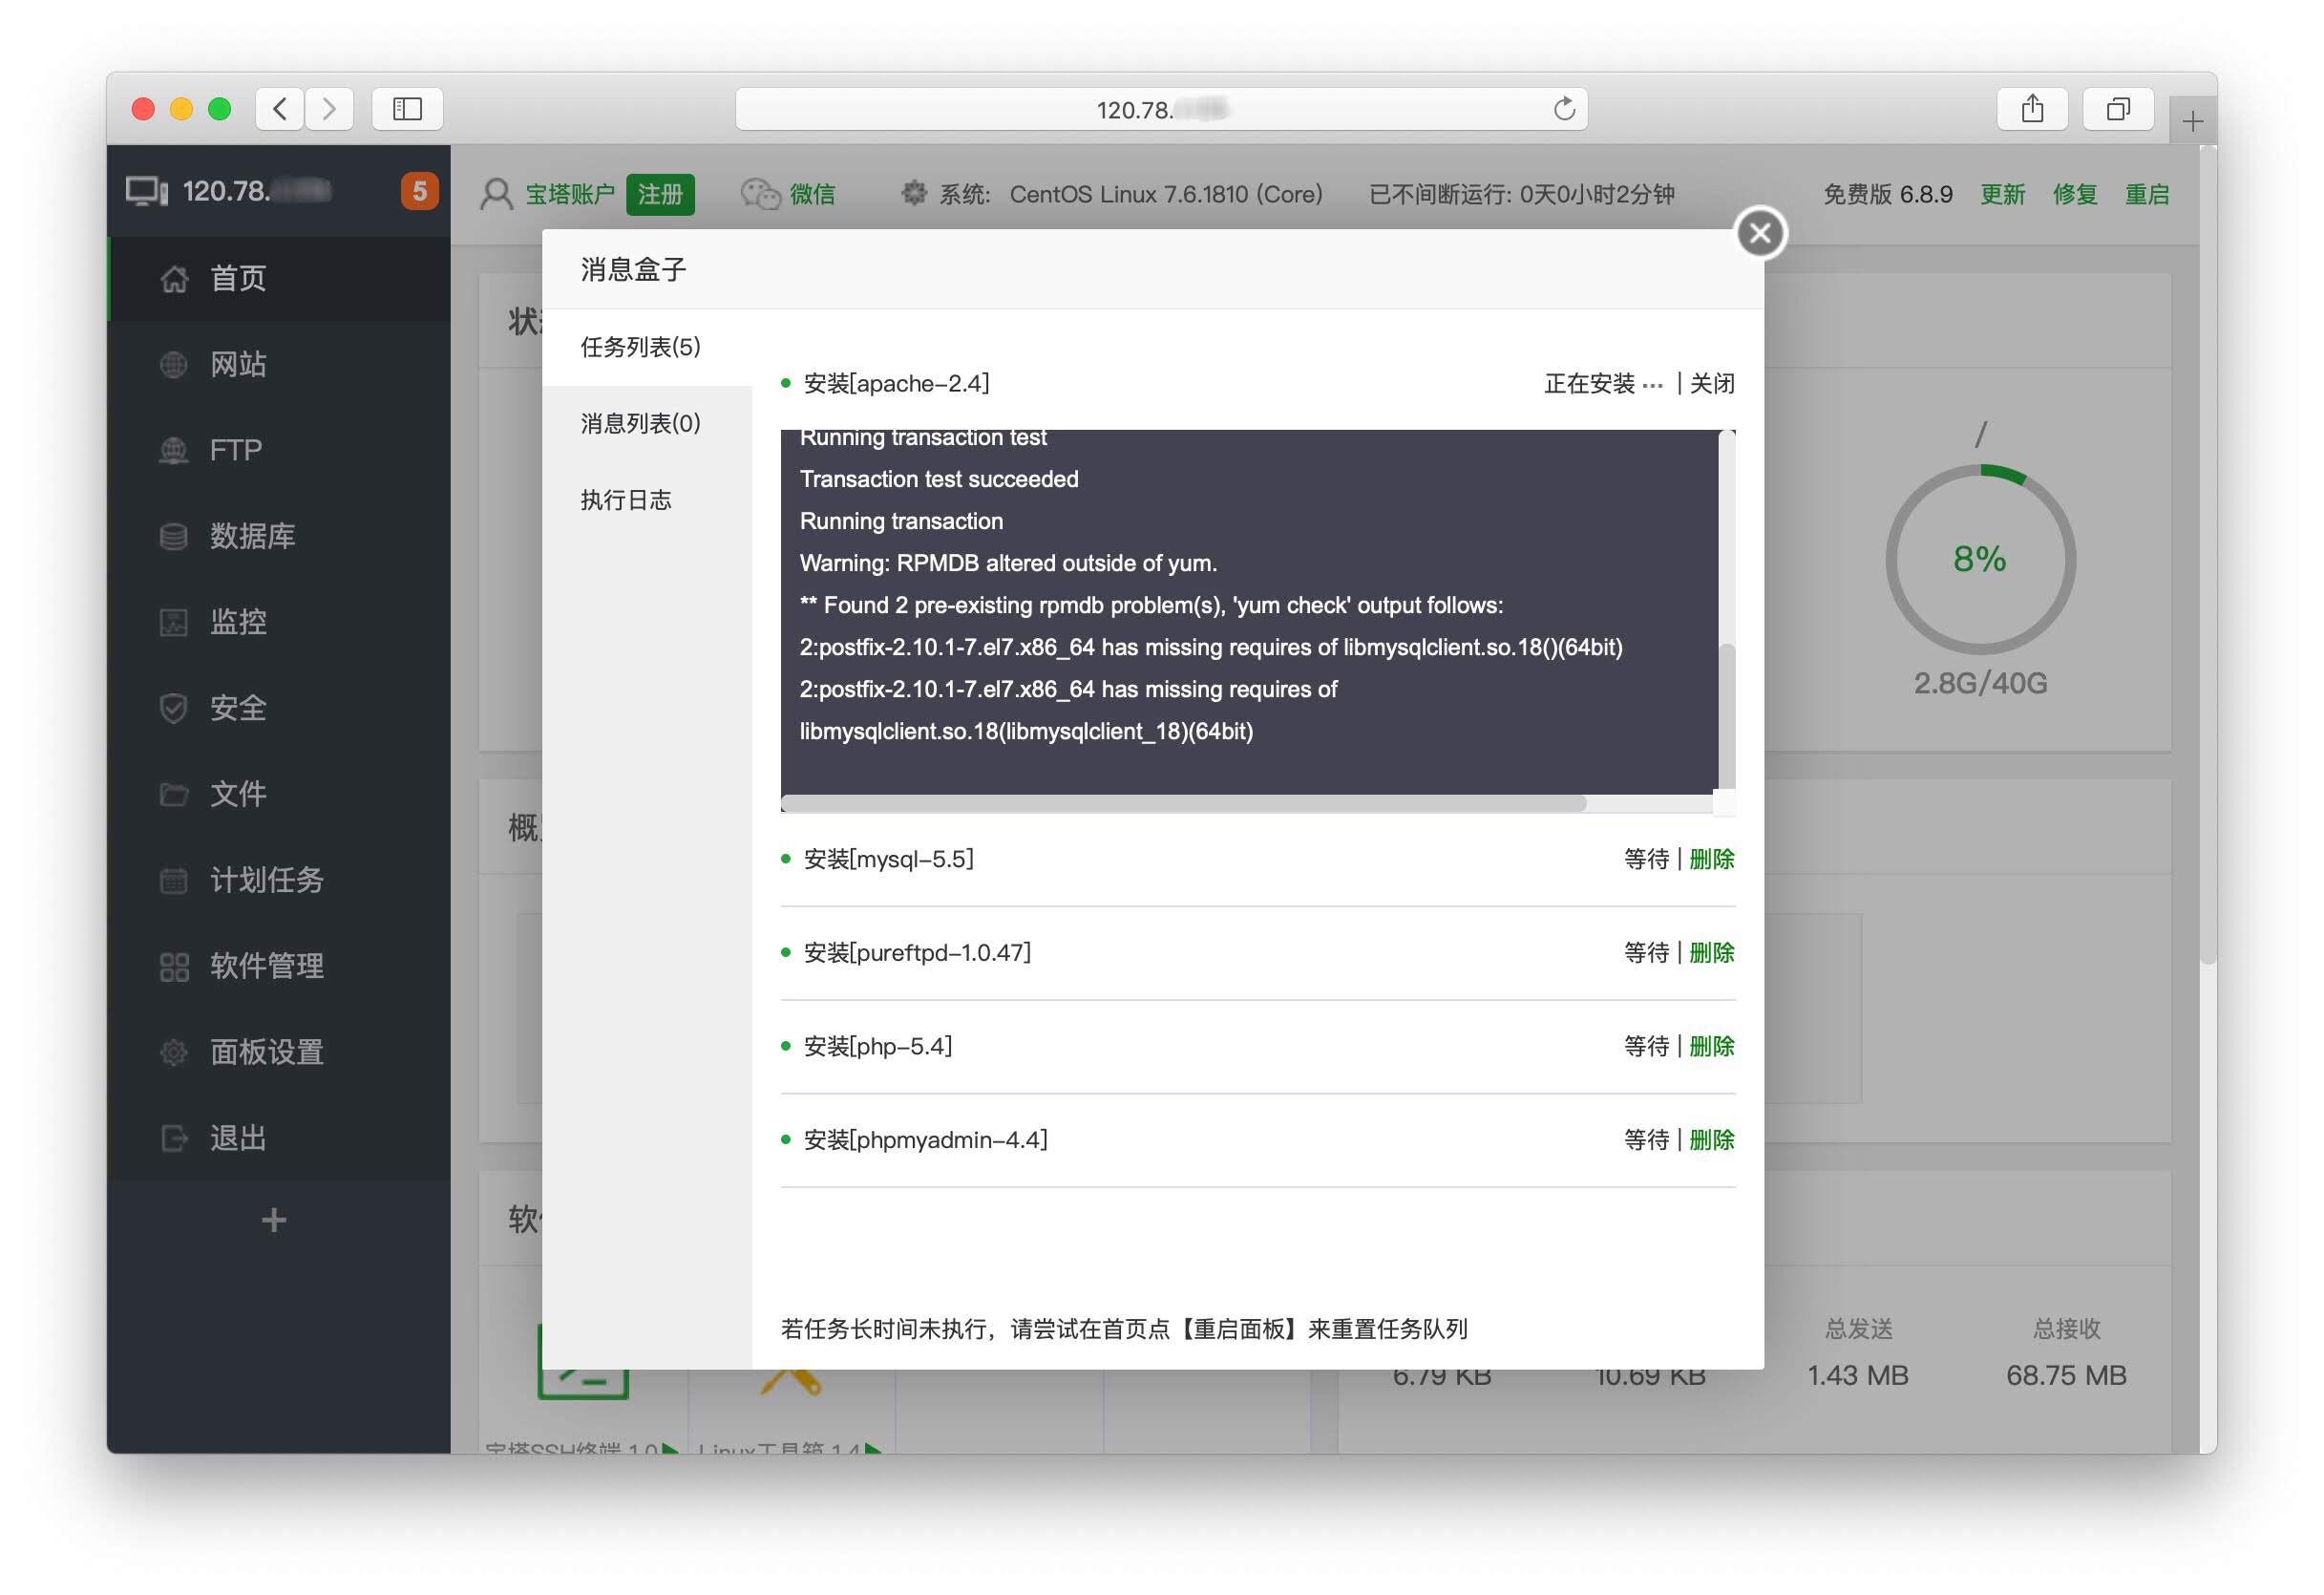 120.78.
120.78.
5
宝塔账户 注册 微信 系统: CentOS Linux 7.6.1810 (Core) 已不间断运行: 0天0小时2分钟 免费版 6.8.9 更新 修复 重启
首页
网站
FTP
数据库
监控
安全
文件
计划任务
软件管理
面板设置
退出
消息盒子
任务列表(5)
消息列表(0)
执行日志
安装[apache-2.4] 正在安装 ··· | 关闭
Running transaction test
Transaction test succeeded
Running transaction
Warning: RPMDB altered outside of yum.
** Found 2 pre-existing rpmdb problem(s), 'yum check' output follows:
2:postfix-2.10.1-7.el7.x86_64 has missing requires of libmysqlclient.so.18()(64bit)
2:postfix-2.10.1-7.el7.x86_64 has missing requires of
libmysqlclient.so.18(libmysqlclient_18)(64bit)
安装[mysql-5.5] 等待 | 删除
安装[pureftpd-1.0.47] 等待 | 删除
安装[php-5.4] 等待 | 删除
安装[phpmyadmin-4.4] 等待 | 删除
若任务长时间未执行，请尝试在首页点【重启面板】来重置任务队列
/
8%
2.8G/40G
总发送 总接收
6.79 KB 10.69 KB 1.43 MB 68.75 MB
宝塔SSH终端 1.0 Linux工具箱 1.4